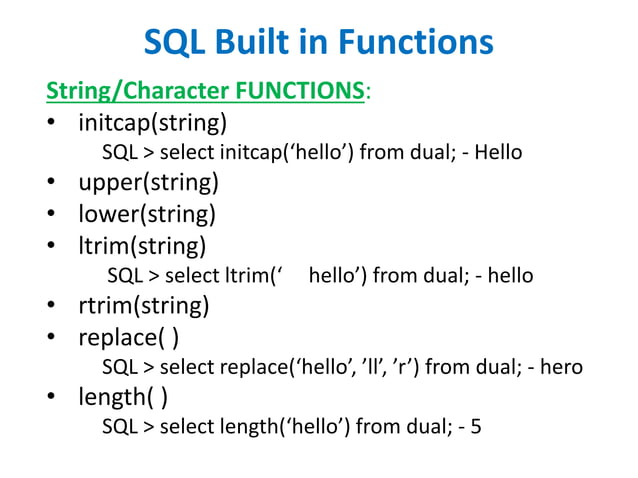 SQL Built in Functions
String/Character FUNCTIONS:
• initcap(string)
SQL > select initcap(‘hello’) from dual; - Hello
• upper(string)
• lower(string)
• ltrim(string)
SQL > select ltrim(‘    hello’) from dual; - hello
• rtrim(string)
• replace( )
SQL > select replace(‘hello’, ’ll’, ’r’) from dual; - hero
• length( )
SQL > select length(‘hello’) from dual; - 5